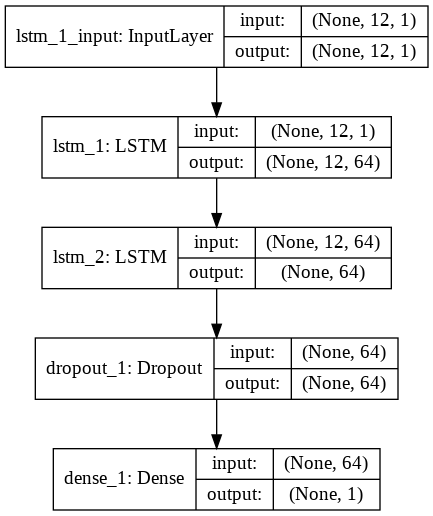 lstm_1_input: InputLayer
input: (None, 12, 1)
output: (None, 12, 1)
lstm_1: LSTM
input: (None, 12, 1)
output: (None, 12, 64)
lstm_2: LSTM
input: (None, 12, 64)
output: (None, 64)
dropout_1: Dropout
input: (None, 64)
output: (None, 64)
dense_1: Dense
input: (None, 64)
output: (None, 1)